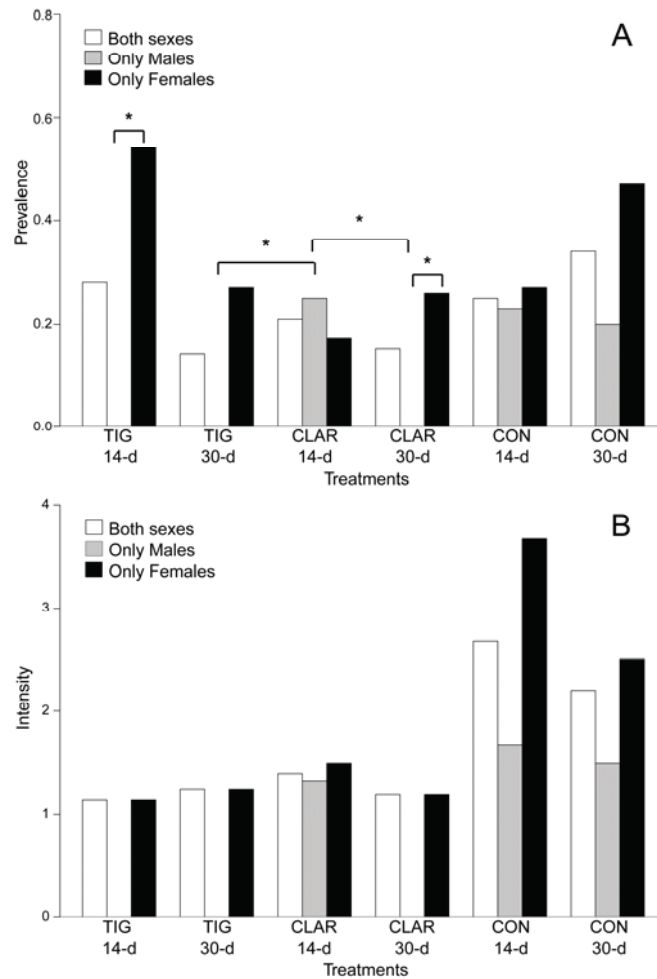 A
Both sexes
Only Males
Only Females
Prevalence
0.8
0.6
0.4
0.2
0.0
*
*
*
*
TIG TIG CLAR CLAR CON CON
14-d 30-d 14-d 30-d 14-d 30-d
Treatments
B
Both sexes
Only Males
Only Females
Intensity
4
3
2
1
0
TIG TIG CLAR CLAR CON CON
14-d 30-d 14-d 30-d 14-d 30-d
Treatments